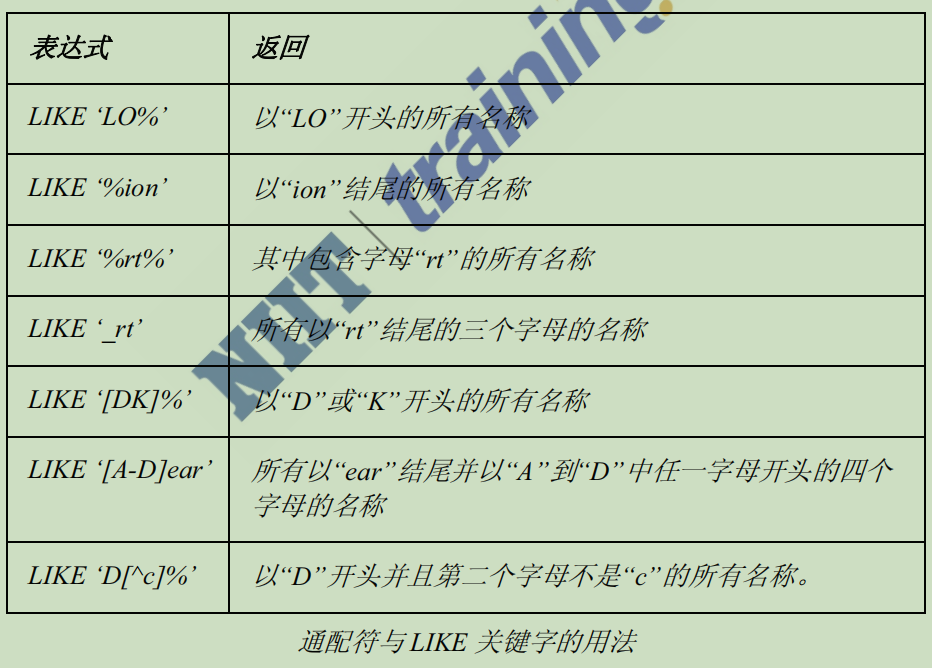 表达式 返回
LIKE ‘LO%’ 以“LO”开头的所有名称
LIKE ‘%ion’ 以“ion”结尾的所有名称
LIKE ‘%rt%’ 其中包含字母“rt”的所有名称
LIKE ‘_rt’ 所有以“rt”结尾的三个字母的名称
LIKE ‘[DK]%’ 以“D”或“K”开头的所有名称
LIKE ‘[A-D]ear’ 所有以“ear”结尾并以“A”到“D”中任一字母开头的四个
字母的名称
LIKE ‘D[^c]%’ 以“D”开头并且第二个字母不是“c”的所有名称。
通配符与 LIKE 关键字的用法
NIIT | training